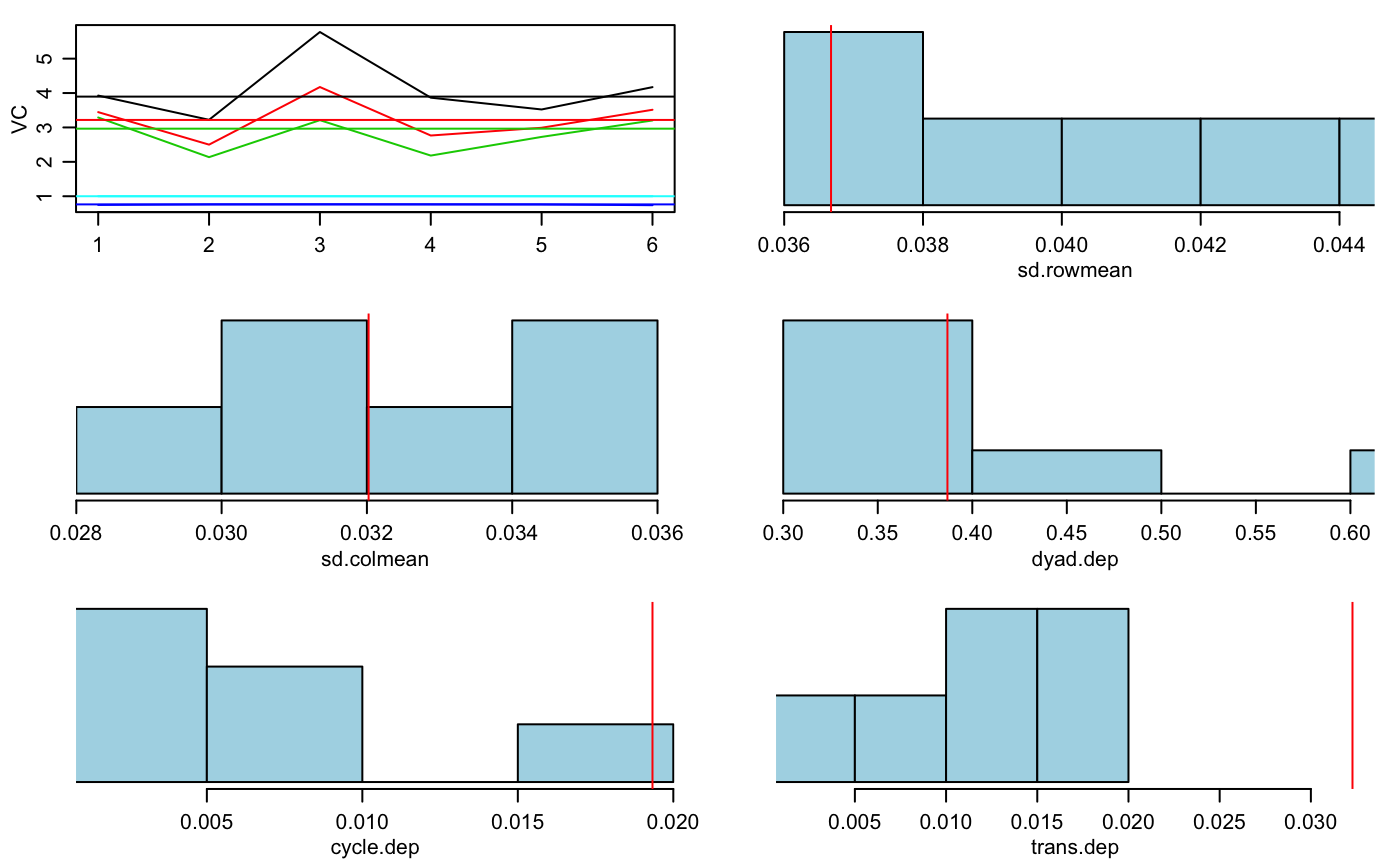 VC
5
4
3
2
1
1 2 3 4 5 6
0.036 0.038 0.040 0.042 0.044
sd.rowmean
0.028 0.030 0.032 0.034 0.036
sd.colmean
0.30 0.35 0.40 0.45 0.50 0.55 0.60
dyad.dep
0.005 0.010 0.015 0.020
cycle.dep
0.005 0.010 0.015 0.020 0.025 0.030
trans.dep